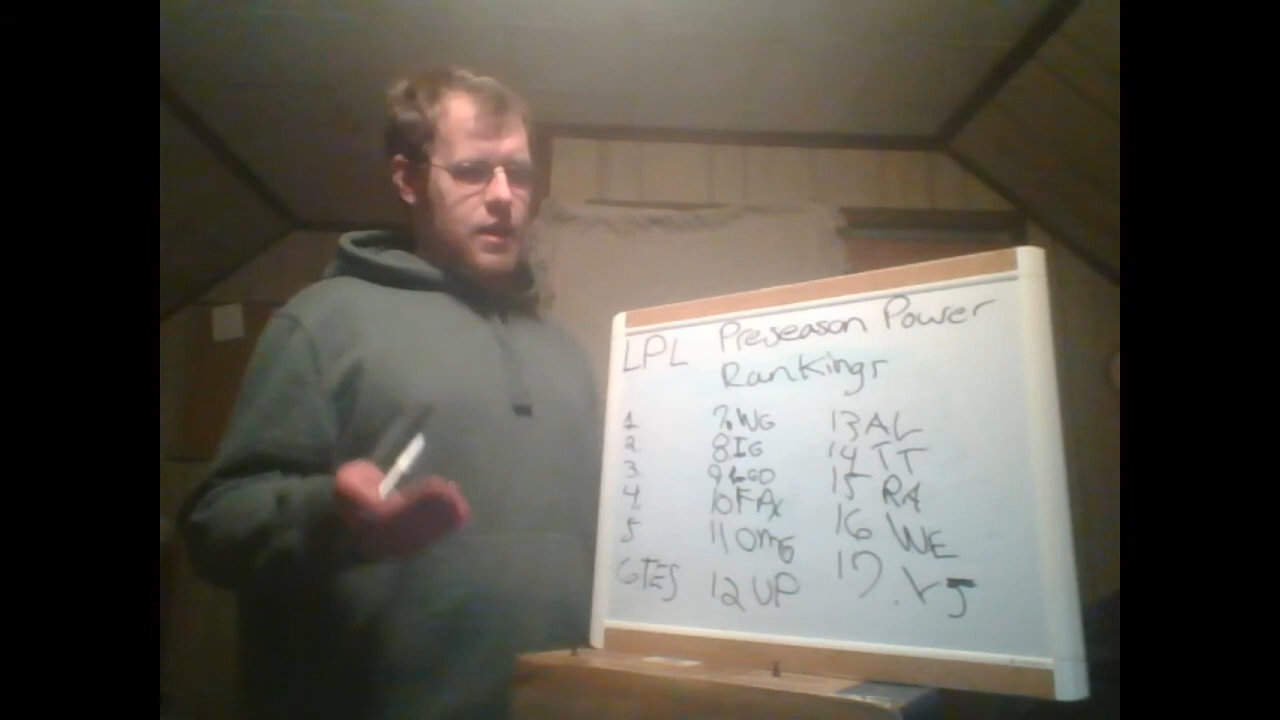 LPL Preseason Power
Rankings
1
2
3.
4.
5
6 TES
7. WG
8 IG
9 LGD
10 FPX
11 OMG
12 UP
13 AL
14 TT
15 RA
16 WE
17.